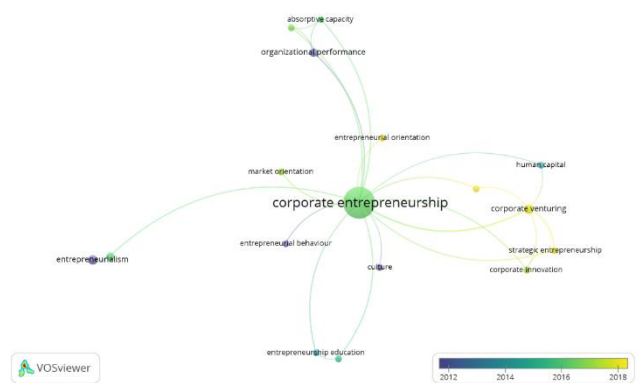 absorptive capacity
organizational performance
entrepreneurial orientation
market orientation
human capital
corporate entrepreneurship
corporate venturing
entrepreneurial behaviour
strategic entrepreneurship
entrepreneurialism
culture
corporate innovation
entrepreneurship education
VOSviewer
2012 2014 2016 2018